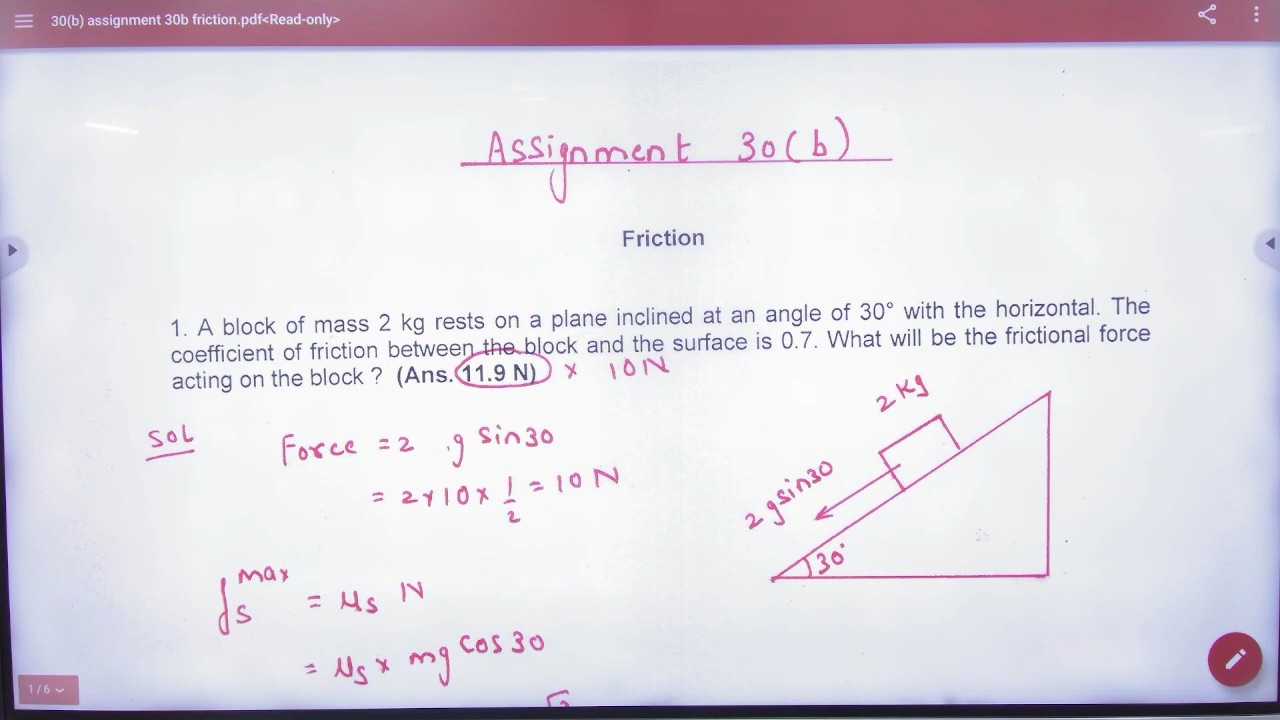 30(b) assignment 30b friction.pdf<Read-only>
Assignment 30(b)
Friction
1. A block of mass 2 kg rests on a plane inclined at an angle of 30° with the horizontal. The
coefficient of friction between the block and the surface is 0.7. What will be the frictional force
acting on the block ? (Ans. 11.9 N) × 10N
Sol
Force = 2 .g sin30
= 2×10× 1/2 = 10 N
2 Kg
2gsin30
30°
fs max = μs N
= μs × mg cos 30
1/6